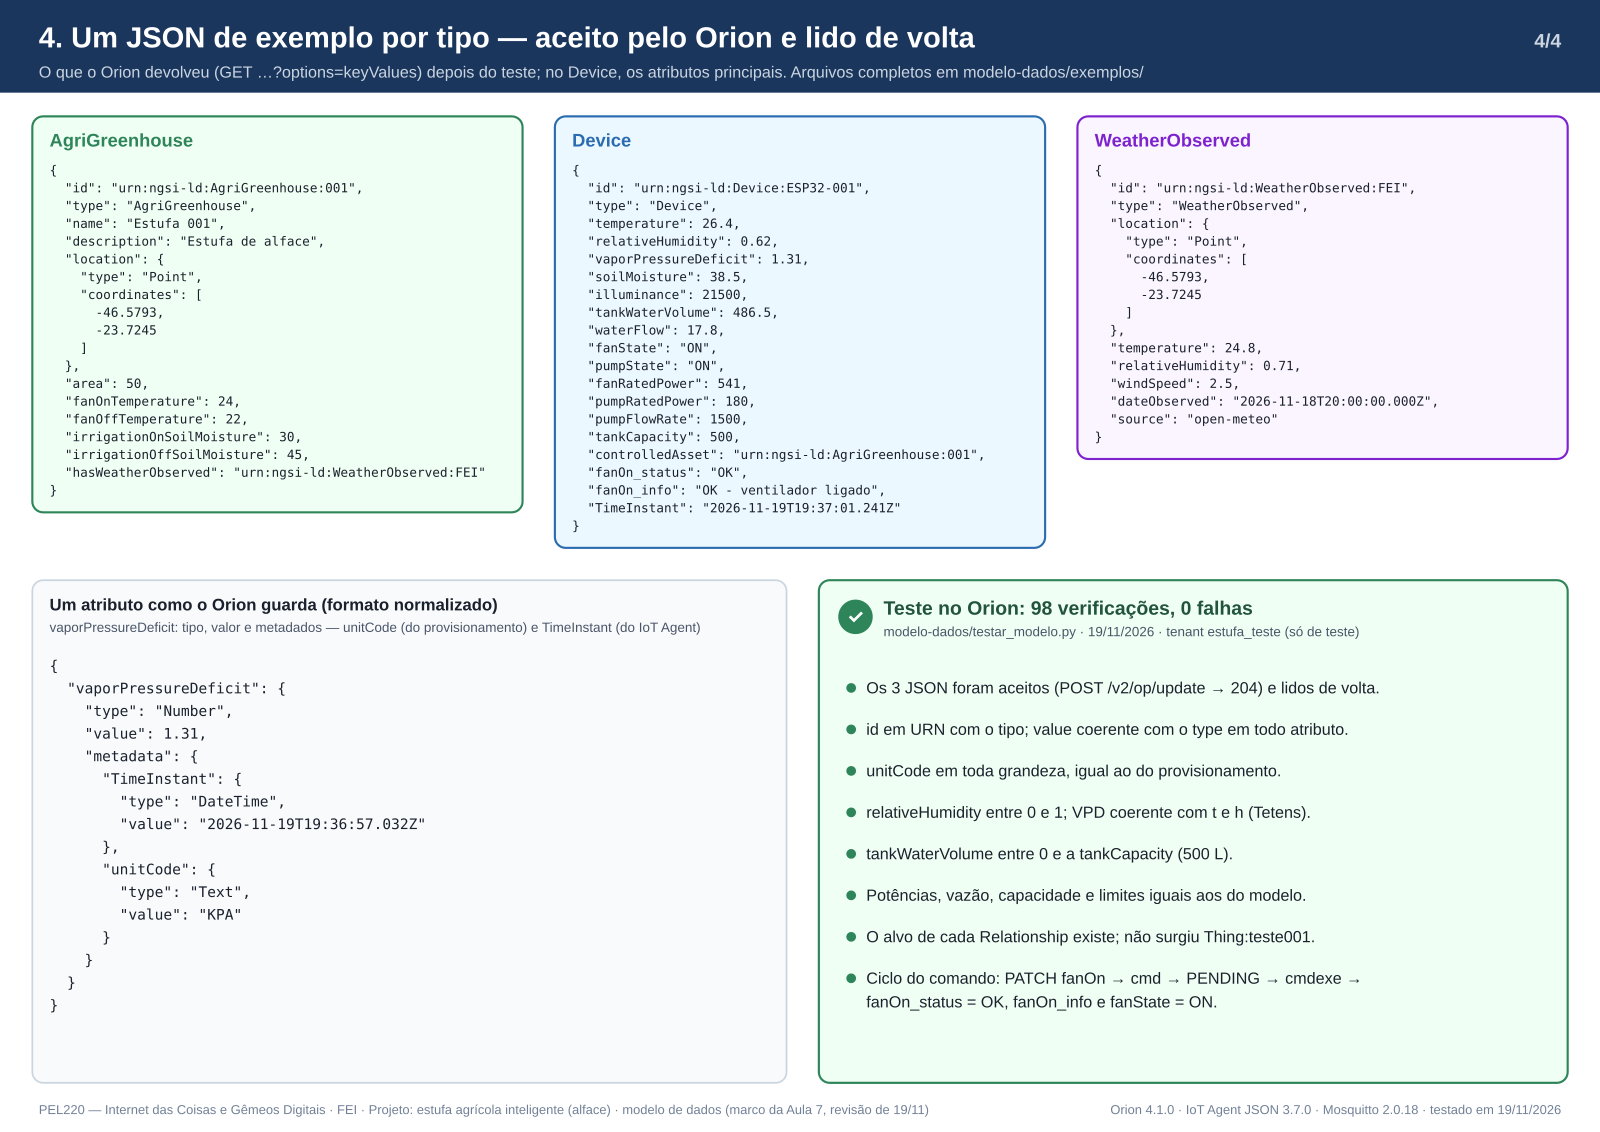 4. Um JSON de exemplo por tipo — aceito pelo Orion e lido de volta
4/4
O que o Orion devolveu (GET …?options=keyValues) depois do teste; no Device, os atributos principais. Arquivos completos em modelo-dados/exemplos/
AgriGreenhouse
{
  "id": "urn:ngsi-ld:AgriGreenhouse:001",
  "type": "AgriGreenhouse",
  "name": "Estufa 001",
  "description": "Estufa de alface",
  "location": {
    "type": "Point",
    "coordinates": [
      -46.5793,
      -23.7245
    ]
  },
  "area": 50,
  "fanOnTemperature": 24,
  "fanOffTemperature": 22,
  "irrigationOnSoilMoisture": 30,
  "irrigationOffSoilMoisture": 45,
  "hasWeatherObserved": "urn:ngsi-ld:WeatherObserved:FEI"
}
Device
{
  "id": "urn:ngsi-ld:Device:ESP32-001",
  "type": "Device",
  "temperature": 26.4,
  "relativeHumidity": 0.62,
  "vaporPressureDeficit": 1.31,
  "soilMoisture": 38.5,
  "illuminance": 21500,
  "tankWaterVolume": 486.5,
  "waterFlow": 17.8,
  "fanState": "ON",
  "pumpState": "ON",
  "fanRatedPower": 541,
  "pumpRatedPower": 180,
  "pumpFlowRate": 1500,
  "tankCapacity": 500,
  "controlledAsset": "urn:ngsi-ld:AgriGreenhouse:001",
  "fanOn_status": "OK",
  "fanOn_info": "OK - ventilador ligado",
  "TimeInstant": "2026-11-19T19:37:01.241Z"
}
WeatherObserved
{
  "id": "urn:ngsi-ld:WeatherObserved:FEI",
  "type": "WeatherObserved",
  "location": {
    "type": "Point",
    "coordinates": [
      -46.5793,
      -23.7245
    ]
  },
  "temperature": 24.8,
  "relativeHumidity": 0.71,
  "windSpeed": 2.5,
  "dateObserved": "2026-11-18T20:00:00.000Z",
  "source": "open-meteo"
}
Um atributo como o Orion guarda (formato normalizado)
vaporPressureDeficit: tipo, valor e metadados — unitCode (do provisionamento) e TimeInstant (do IoT Agent)
{
  "vaporPressureDeficit": {
    "type": "Number",
    "value": 1.31,
    "metadata": {
      "TimeInstant": {
        "type": "DateTime",
        "value": "2026-11-19T19:36:57.032Z"
      },
      "unitCode": {
        "type": "Text",
        "value": "KPA"
      }
    }
  }
}
Teste no Orion: 98 verificações, 0 falhas
modelo-dados/testar_modelo.py · 19/11/2026 · tenant estufa_teste (só de teste)
● Os 3 JSON foram aceitos (POST /v2/op/update → 204) e lidos de volta.
● id em URN com o tipo; value coerente com o type em todo atributo.
● unitCode em toda grandeza, igual ao do provisionamento.
● relativeHumidity entre 0 e 1; VPD coerente com t e h (Tetens).
● tankWaterVolume entre 0 e a tankCapacity (500 L).
● Potências, vazão, capacidade e limites iguais aos do modelo.
● O alvo de cada Relationship existe; não surgiu Thing:teste001.
● Ciclo do comando: PATCH fanOn → cmd → PENDING → cmdexe →
fanOn_status = OK, fanOn_info e fanState = ON.
PEL220 — Internet das Coisas e Gêmeos Digitais · FEI · Projeto: estufa agrícola inteligente (alface) · modelo de dados (marco da Aula 7, revisão de 19/11)
Orion 4.1.0 · IoT Agent JSON 3.7.0 · Mosquitto 2.0.18 · testado em 19/11/2026